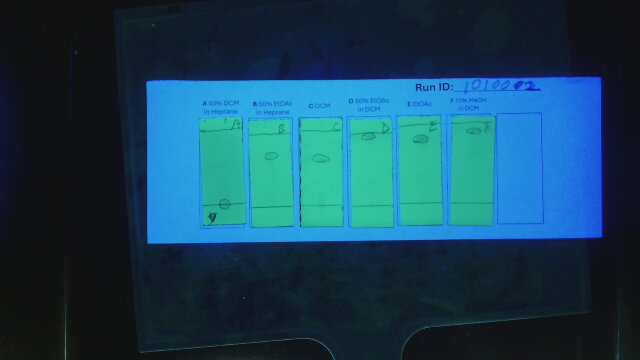 Run ID: 1010002
A 50% DCM
in Heptane
B 50% EtOAc
in Heptane
C DCM
D 50% EtOAc
in DCM
E EtOAc
F 10% MeOH
in DCM
A
B
C
D
E